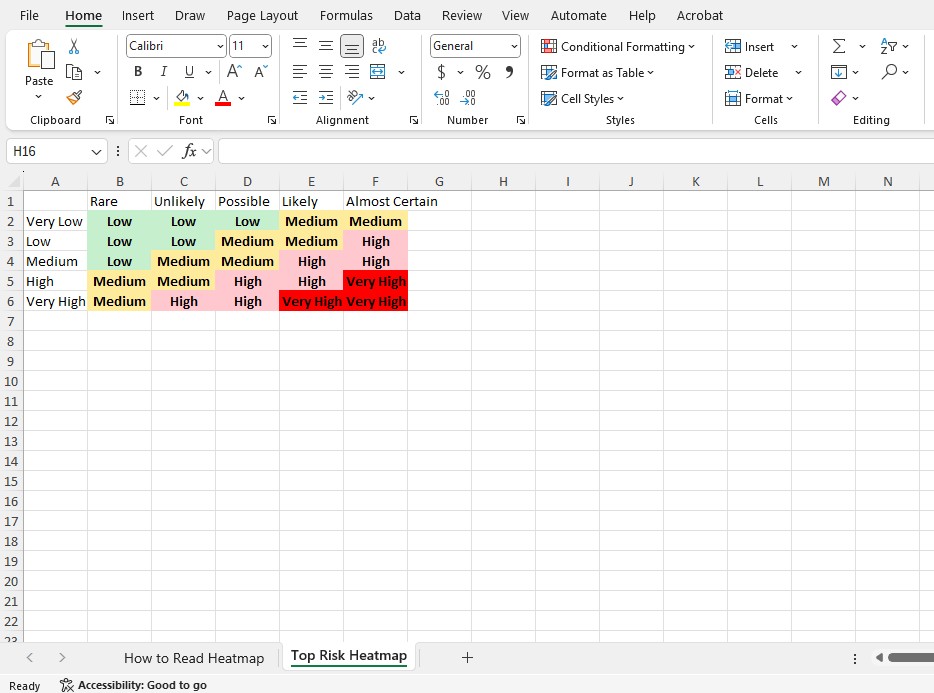 File Home Insert Draw Page Layout Formulas Data Review View Automate Help Acrobat
Paste
Calibri 11
B I U
A A
A
ab
General
$ % 9
.00
.00
Conditional Formatting
Format as Table
Cell Styles
Insert
Delete
Format
Clipboard Font Alignment Number Styles Cells Editing
H16 fx
A B C D E F G H I J K L M N
1 Rare Unlikely Possible Likely Almost Certain
2 Very Low Low Low Low Medium Medium
3 Low Low Low Medium Medium High
4 Medium Low Medium Medium High High
5 High Medium Medium High High Very High
6 Very High Medium High High Very High Very High
7
8
9
10
11
12
13
14
15
16
17
18
19
20
21
22
23
How to Read Heatmap Top Risk Heatmap +
Ready Accessibility: Good to go